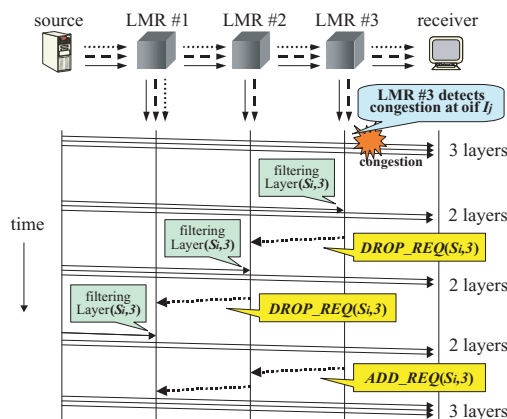 source
LMR #1
LMR #2
LMR #3
receiver
LMR #3 detects
congestion at oif Ij
congestion
3 layers
filtering
Layer(Si,3)
2 layers
time
filtering
Layer(Si,3)
DROP_REQ(Si,3)
2 layers
filtering
Layer(Si,3)
DROP_REQ(Si,3)
2 layers
ADD_REQ(Si,3)
3 layers